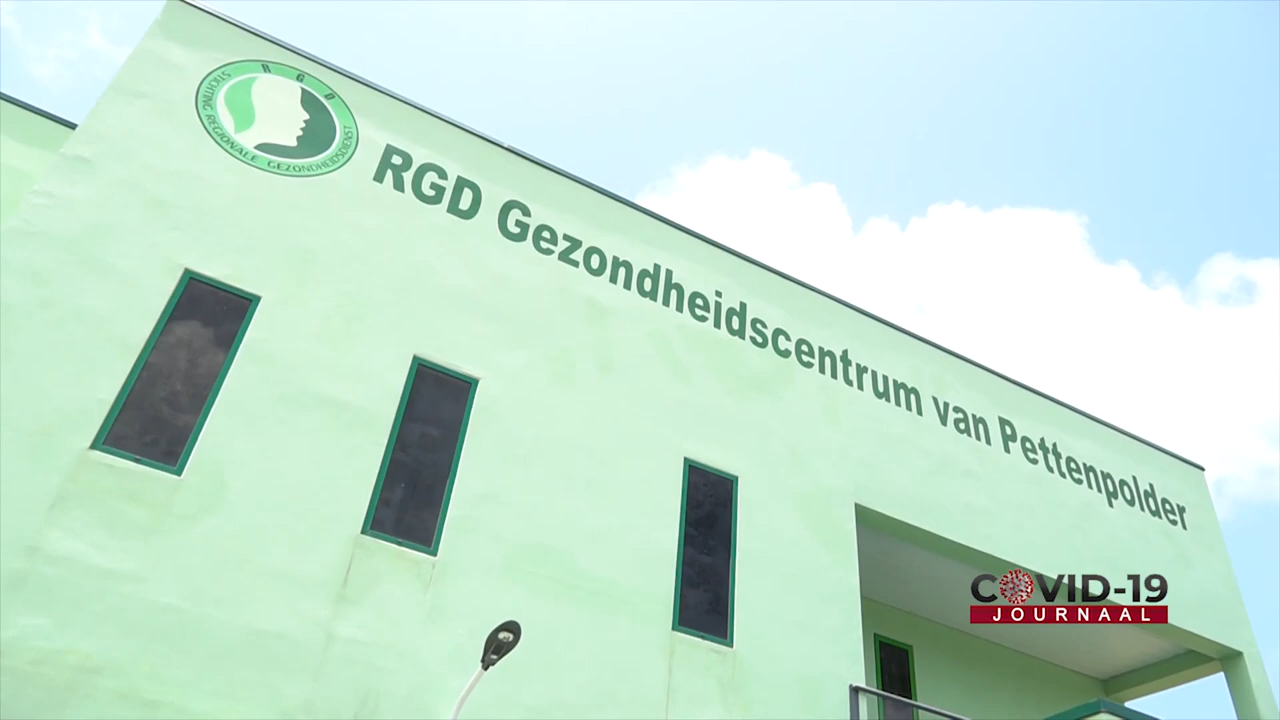 RGD
STICHTING REGIONALE GEZONDHEIDSDIENST
RGD Gezondheidscentrum van Pettenpolder
COVID-19
JOURNAAL